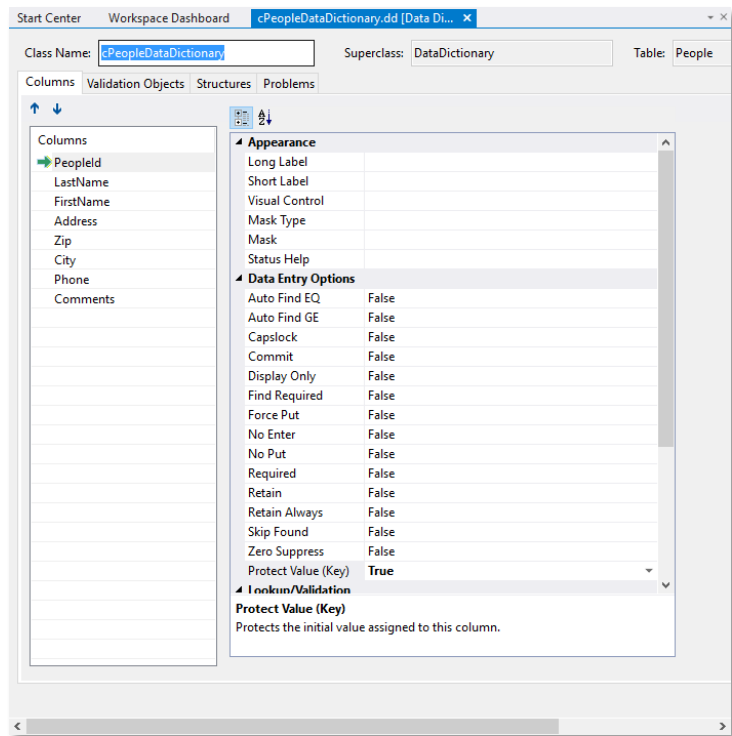 Start Center Workspace Dashboard cPeopleDataDictionary.dd [Data Di...
Class Name: cPeopleDataDictionary Superclass: DataDictionary Table: People
Columns Validation Objects Structures Problems
Columns
PeopleId
LastName
FirstName
Address
Zip
City
Phone
Comments
Appearance
Long Label
Short Label
Visual Control
Mask Type
Mask
Status Help
Data Entry Options
Auto Find EQ False
Auto Find GE False
Capslock False
Commit False
Display Only False
Find Required False
Force Put False
No Enter False
No Put False
Required False
Retain False
Retain Always False
Skip Found False
Zero Suppress False
Protect Value (Key) True
Lookup/Validation
Protect Value (Key)
Protects the initial value assigned to this column.